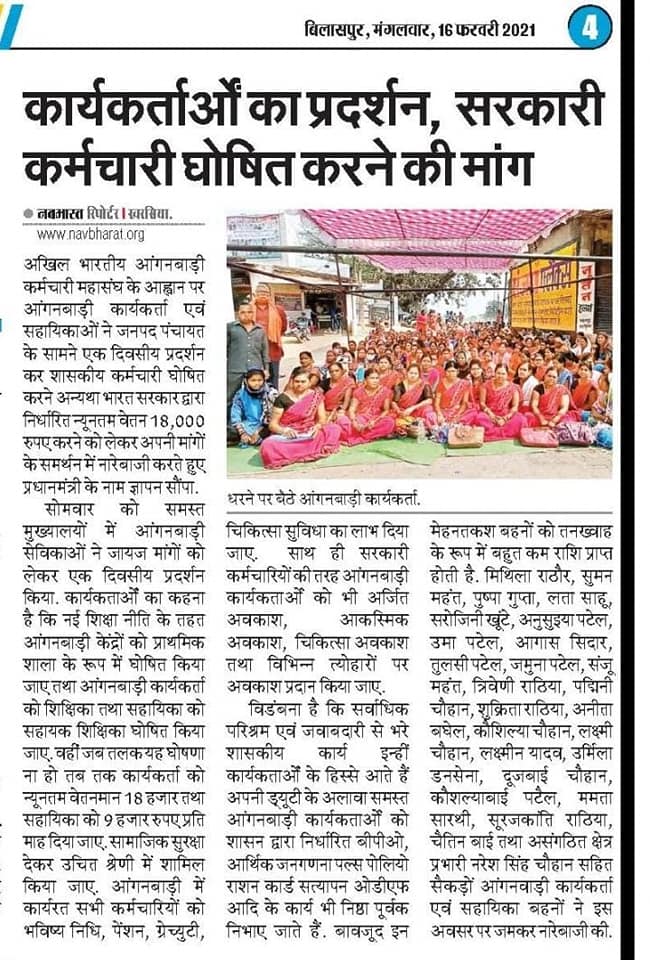 बिलासपुर, मंगलवार, 16 फरवरी 2021
4
कार्यकर्ताओं का प्रदर्शन, सरकारी
कर्मचारी घोषित करने की मांग
नवभारत रिपोर्टर। खरसिया.
www.navbharat.org
अखिल भारतीय आंगनबाड़ी
कर्मचारी महासंघ के आह्वान पर
आंगनबाड़ी कार्यकर्ता एवं
सहायिकाओं ने जनपद पंचायत
के सामने एक दिवसीय प्रदर्शन
कर शासकीय कर्मचारी घोषित
करने अन्यथा भारत सरकार द्वारा
निर्धारित न्यूनतम वेतन 18,000
रुपए करने को लेकर अपनी मांगों
के समर्थन में नारेबाजी करते हुए
प्रधानमंत्री के नाम ज्ञापन सौंपा.
सोमवार को समस्त
मुख्यालयों में आंगनबाड़ी
सेविकाओं ने जायज मांगों को
लेकर एक दिवसीय प्रदर्शन
किया. कार्यकर्ताओं का कहना
है कि नई शिक्षा नीति के तहत
आंगनबाड़ी केंद्रों को प्राथमिक
शाला के रूप में घोषित किया
जाए तथा आंगनबाड़ी कार्यकर्ता
को शिक्षिका तथा सहायिका को
सहायक शिक्षिका घोषित किया
जाए. वहीं जब तलक यह घोषणा
ना हो तब तक कार्यकर्ता को
न्यूनतम वेतनमान 18 हजार तथा
सहायिका को 9 हजार रुपए प्रति
माह दिया जाए. सामाजिक सुरक्षा
देकर उचित श्रेणी में शामिल
किया जाए. आंगनबाड़ी में
कार्यरत सभी कर्मचारियों को
भविष्य निधि, पेंशन, ग्रेच्युटी,
धरने पर बैठे आंगनबाड़ी कार्यकर्ता.
चिकित्सा सुविधा का लाभ दिया
जाए. साथ ही सरकारी
कर्मचारियों की तरह आंगनबाड़ी
कार्यकर्ताओं को भी अर्जित
अवकाश, आकस्मिक
अवकाश, चिकित्सा अवकाश
तथा विभिन्न त्योहारों पर
अवकाश प्रदान किया जाए.
विडंबना है कि सर्वाधिक
परिश्रम एवं जवाबदारी से भरे
शासकीय कार्य इन्हीं
कार्यकर्ताओं के हिस्से आते हैं
अपनी ड्यूटी के अलावा समस्त
आंगनबाड़ी कार्यकर्ताओं को
शासन द्वारा निर्धारित बीपीओ,
आर्थिक जनगणना पल्स पोलियो
राशन कार्ड सत्यापन ओडीएफ
आदि के कार्य भी निष्ठा पूर्वक
निभाए जाते हैं. बावजूद इन
मेहनतकश बहनों को तनख्वाह
के रूप में बहुत कम राशि प्राप्त
होती है. मिथिला राठौर, सुमन
महंत, पुष्पा गुप्ता, लता साहू,
सरोजिनी खूंटे, अनुसुइया पटेल,
उमा पटेल, आगास सिदार,
तुलसी पटेल, जमुना पटेल, संजू
महंत, त्रिवेणी राठिया, पद्मिनी
चौहान, शुक्रिता राठिया, अनीता
बघेल, कौशिल्या चौहान, लक्ष्मी
चौहान, लक्ष्मीन यादव, उर्मिला
डनसेना, दूजबाई चौहान,
कौशल्याबाई पटैल, ममता
सारथी, सूरजकांति राठिया,
चैतिन बाई तथा असंगठित क्षेत्र
प्रभारी नरेश सिंह चौहान सहित
सैकड़ों आंगनवाड़ी कार्यकर्ता
एवं सहायिका बहनों ने इस
अवसर पर जमकर नारेबाजी की.